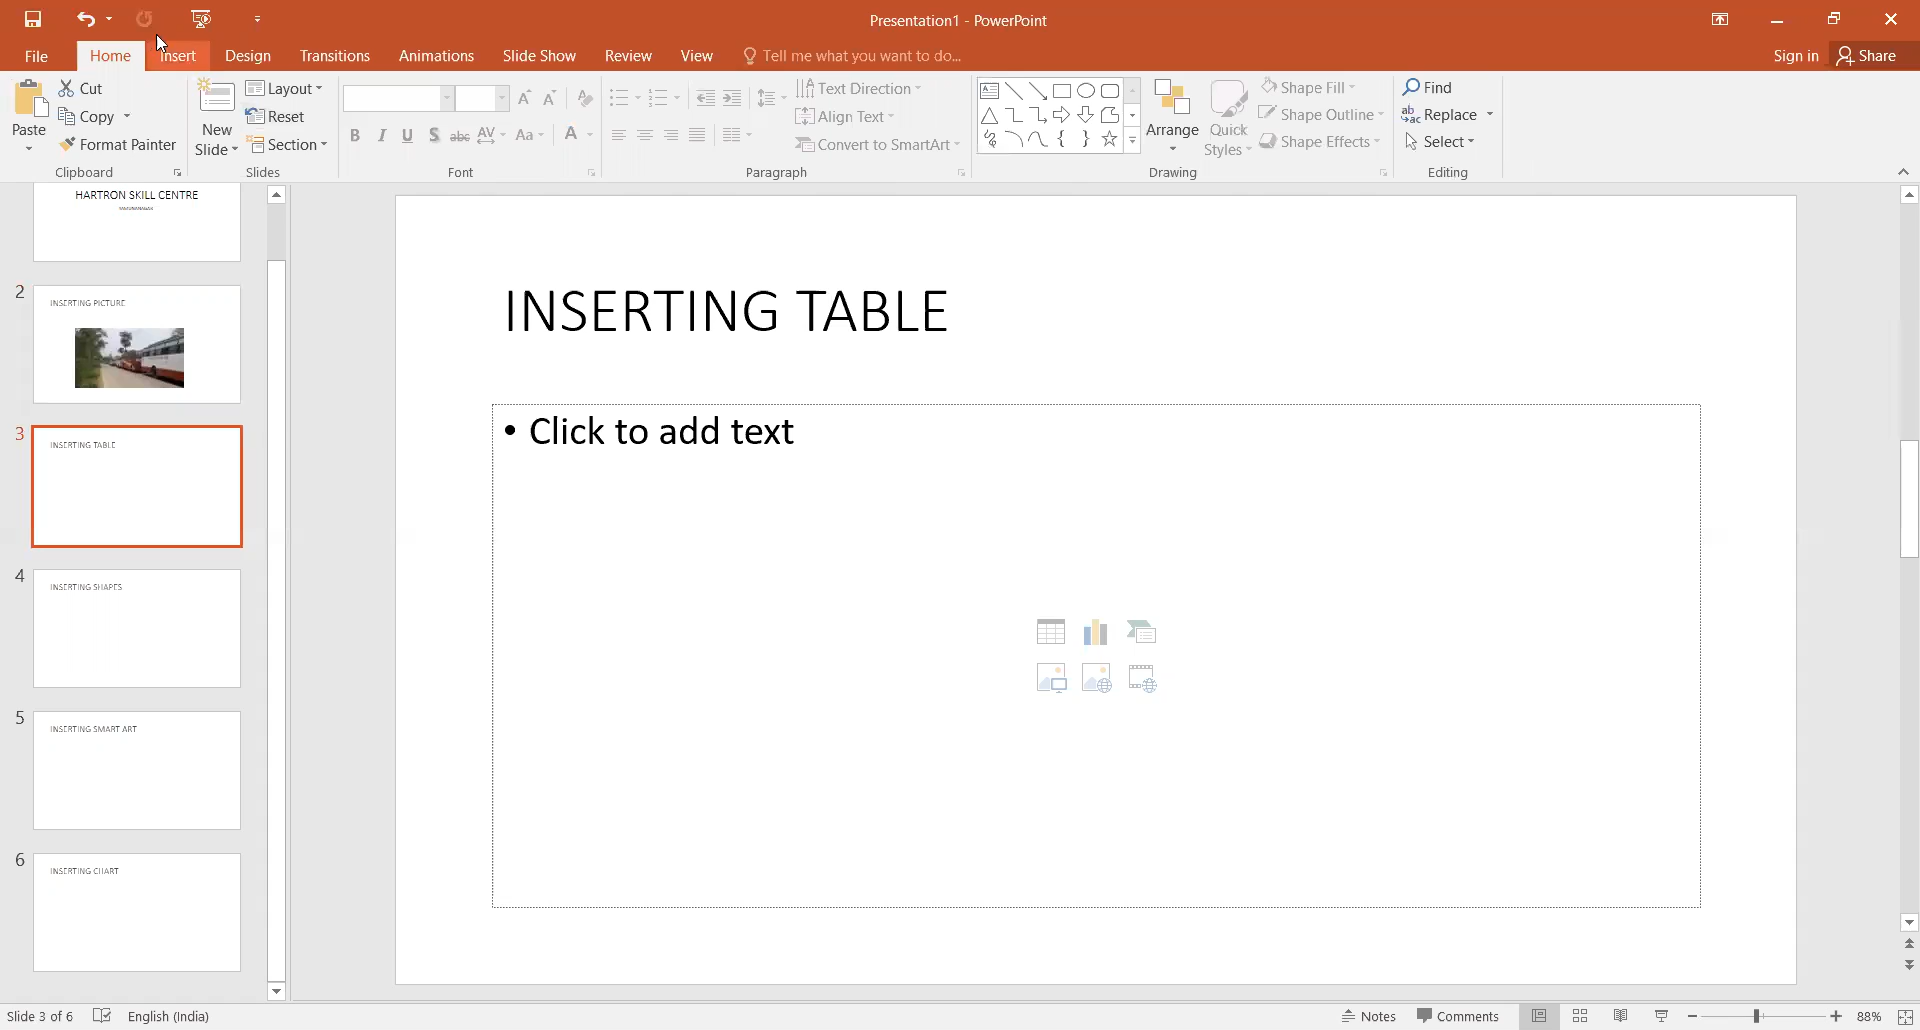 Presentation1 - PowerPoint
File Home Insert Design Transitions Animations Slide Show Review View Tell me what you want to do... Sign in Share
Paste
Cut
Copy
Format Painter
Clipboard
New
Slide
Layout
Reset
Section
Slides
Font
Text Direction
Align Text
Convert to SmartArt
Paragraph
Arrange
Quick
Styles
Shape Fill
Shape Outline
Shape Effects
Drawing
Find
Replace
Select
Editing
HARTRON SKILL CENTRE
2
INSERTING PICTURE
3
INSERTING TABLE
4
INSERTING SHAPES
5
INSERTING SMART ART
6
INSERTING CHART
INSERTING TABLE
• Click to add text
Slide 3 of 6 English (India) Notes Comments 88%